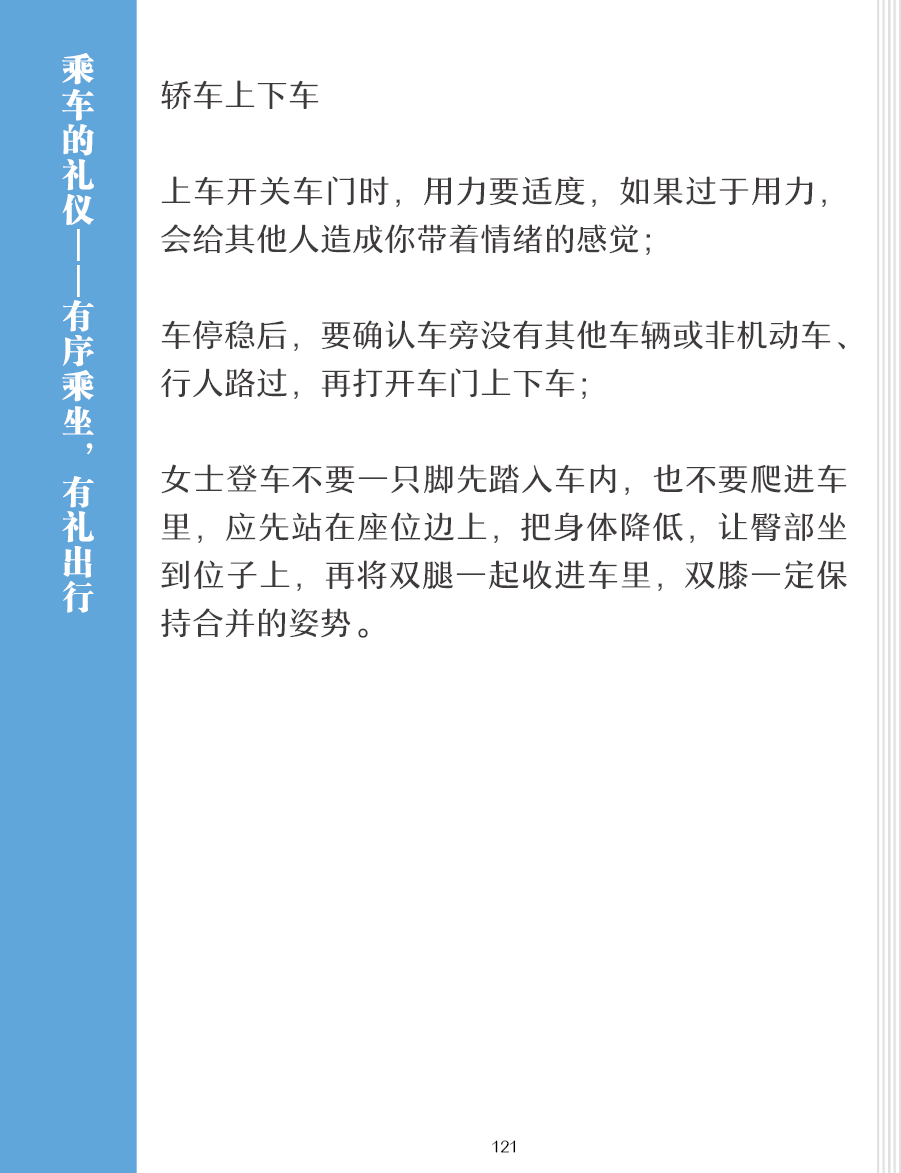 乘车的礼仪——有序乘坐，有礼出行
轿车上下车
上车开关车门时，用力要适度，如果过于用力，
会给其他人造成你带着情绪的感觉；
车停稳后，要确认车旁没有其他车辆或非机动车、
行人路过，再打开车门上下车；
女士登车不要一只脚先踏入车内，也不要爬进车
里，应先站在座位边上，把身体降低，让臀部坐
到位子上，再将双腿一起收进车里，双膝一定保
持合并的姿势。
121